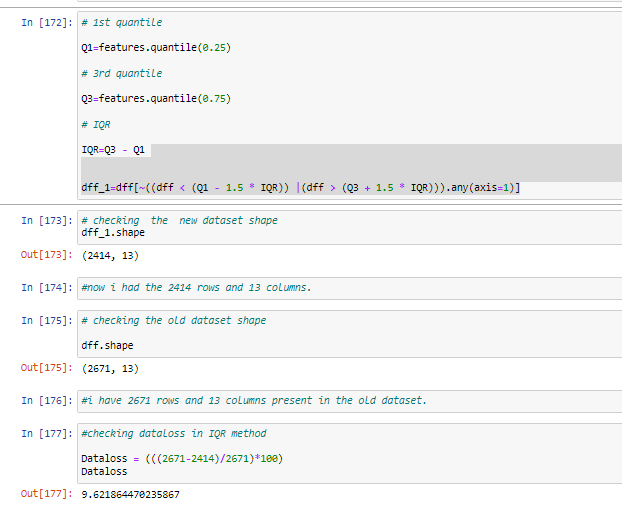 In [172]: # 1st quantile
Q1=features.quantile(0.25)
# 3rd quantile
Q3=features.quantile(0.75)
# IQR
IQR=Q3 - Q1
dff_1=dff[~((dff < (Q1 - 1.5 * IQR)) |(dff > (Q3 + 1.5 * IQR))).any(axis=1)]
In [173]: # checking the new dataset shape
dff_1.shape
Out[173]: (2414, 13)
In [174]: #now i had the 2414 rows and 13 columns.
In [175]: # checking the old dataset shape
dff.shape
Out[175]: (2671, 13)
In [176]: #i have 2671 rows and 13 columns present in the old dataset.
In [177]: #checking dataloss in IQR method
Dataloss = (((2671-2414)/2671)*100)
Dataloss
Out[177]: 9.621864470235867